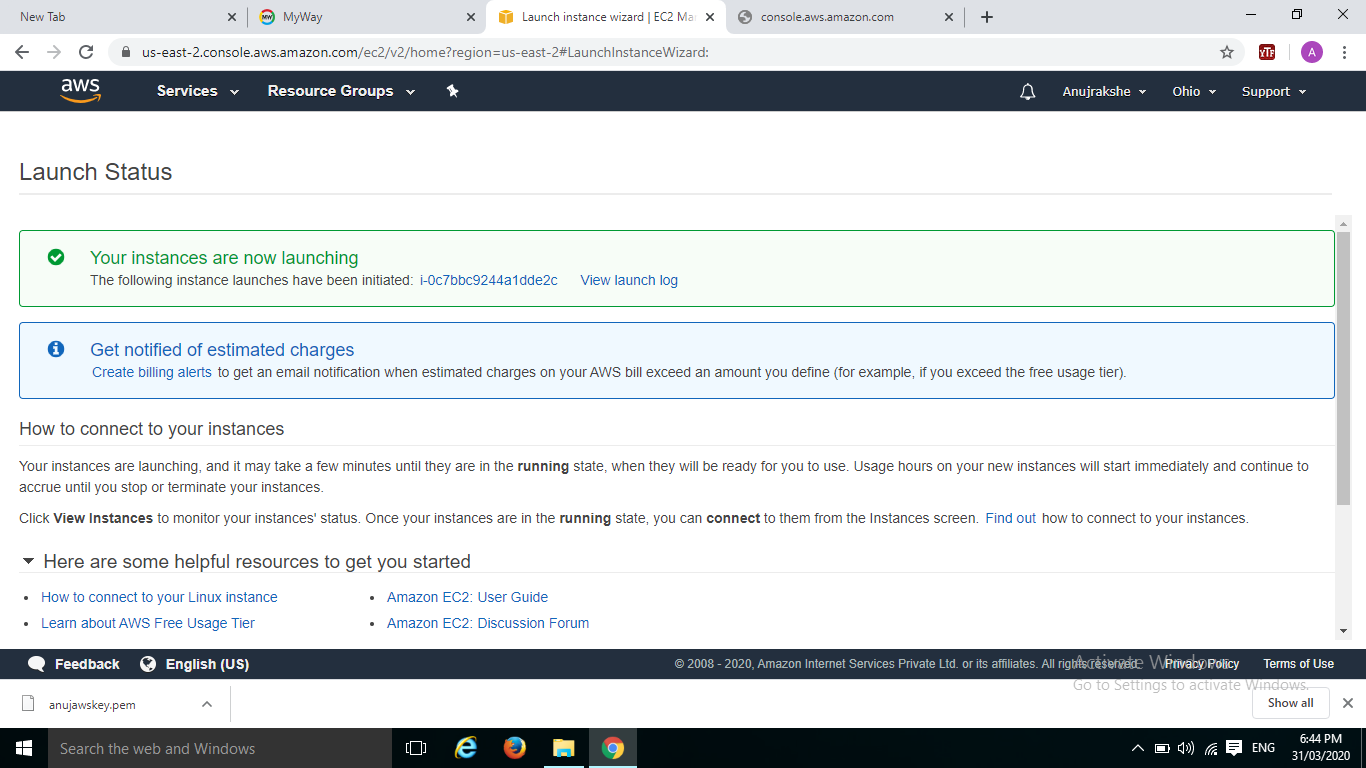 New Tab
MyWay
Launch instance wizard | EC2 Ma
console.aws.amazon.com
us-east-2.console.aws.amazon.com/ec2/v2/home?region=us-east-2#LaunchInstanceWizard:
YTF
A
aws
Services
Resource Groups
Anujrakshe
Ohio
Support
Launch Status
Your instances are now launching
The following instance launches have been initiated: i-0c7bbc9244a1dde2c View launch log
Get notified of estimated charges
Create billing alerts to get an email notification when estimated charges on your AWS bill exceed an amount you define (for example, if you exceed the free usage tier).
How to connect to your instances
Your instances are launching, and it may take a few minutes until they are in the running state, when they will be ready for you to use. Usage hours on your new instances will start immediately and continue to
accrue until you stop or terminate your instances.
Click View Instances to monitor your instances' status. Once your instances are in the running state, you can connect to them from the Instances screen. Find out how to connect to your instances.
Here are some helpful resources to get you started
• How to connect to your Linux instance
• Amazon EC2: User Guide
• Learn about AWS Free Usage Tier
• Amazon EC2: Discussion Forum
Feedback
English (US)
© 2008 - 2020, Amazon Internet Services Private Ltd. or its affiliates. All rights reserved.
Privacy Policy
Terms of Use
Activate Windows
Go to Settings to activate Windows.
anujawskey.pem
Show all
Search the web and Windows
ENG
6:44 PM
31/03/2020